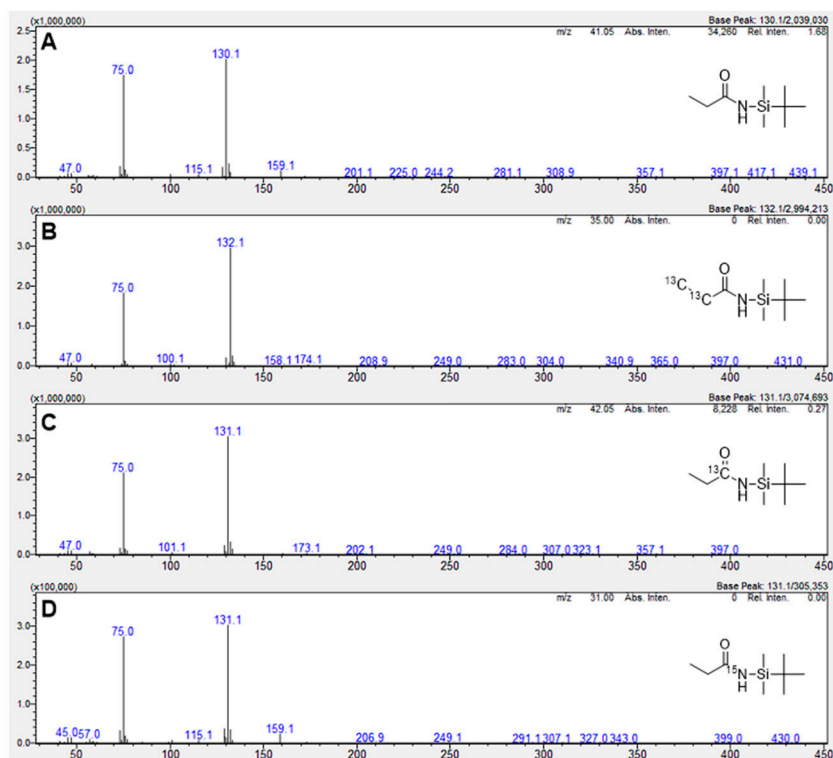 (x1,000,000)
Base Peak: 130.1/2,039,030
m/z 41.05 Abs. Inten. 34,260 Rel. Inten. 1.68
A
2.5
2.0
1.5
1.0
0.5
0.0
75.0
130.1
47.0
115.1
159.1
201.1
225.0
244.2
281.1
308.9
357.1
397.1
417.1
439.1
O
N
H
Si
50 100 150 200 250 300 350 400 450
(x1,000,000)
Base Peak: 132.1/2,994,213
m/z 35.00 Abs. Inten. 0 Rel. Inten. 0.00
B
3.0
2.0
1.0
0.0
75.0
132.1
47.0
100.1
158.1
174.1
208.9
249.0
283.0
304.0
340.9
365.0
397.0
431.0
13C
13C
O
N
H
Si
50 100 150 200 250 300 350 400 450
(x1,000,000)
Base Peak: 131.1/3,074,693
m/z 42.05 Abs. Inten. 8,228 Rel. Inten. 0.27
C
3.0
2.0
1.0
0.0
75.0
131.1
47.0
101.1
173.1
202.1
249.0
284.0
307.0
323.1
357.1
397.0
O
13C
N
H
Si
50 100 150 200 250 300 350 400 450
(x100,000)
Base Peak: 131.1/305,353
m/z 31.00 Abs. Inten. 0 Rel. Inten. 0.00
D
3.0
2.0
1.0
0.0
75.0
131.1
45.0
57.0
115.1
159.1
206.9
249.1
291.1
307.1
327.0
343.0
399.0
430.0
O
15N
H
Si
50 100 150 200 250 300 350 400 450